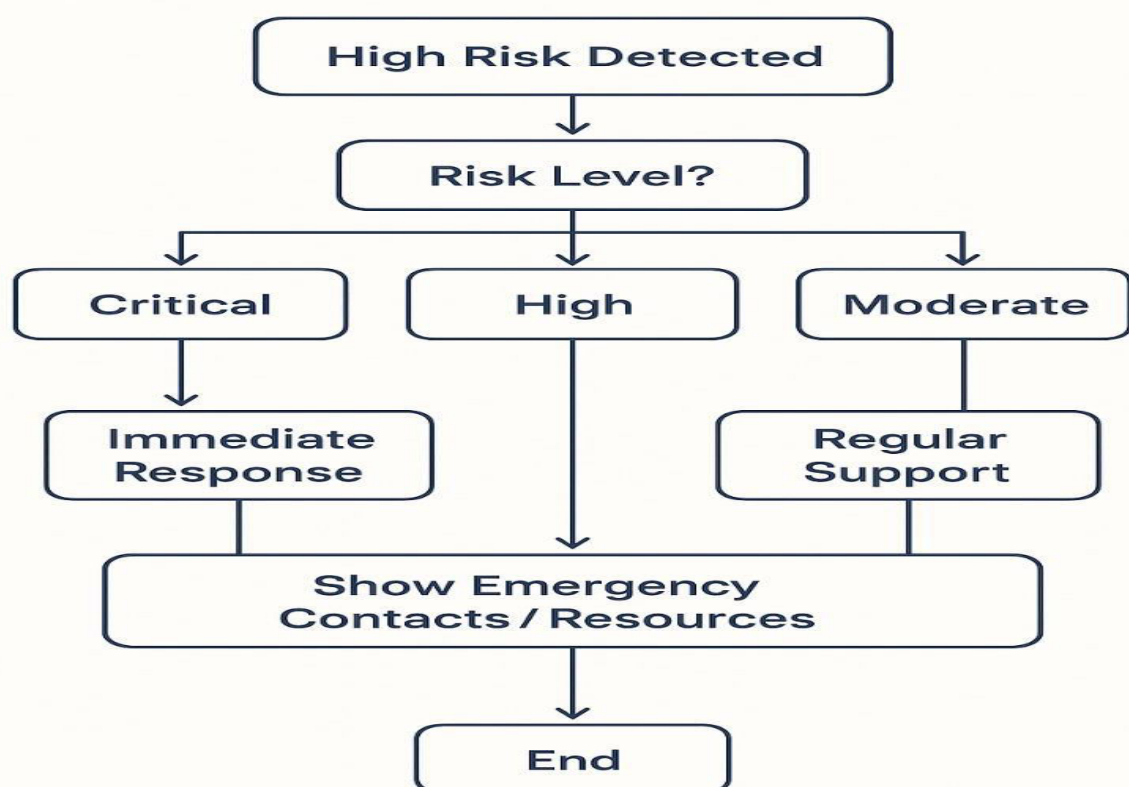 High Risk Detected
Risk Level?
Critical
High
Moderate
Immediate
Response
Regular
Support
Show Emergency
Contacts / Resources
End